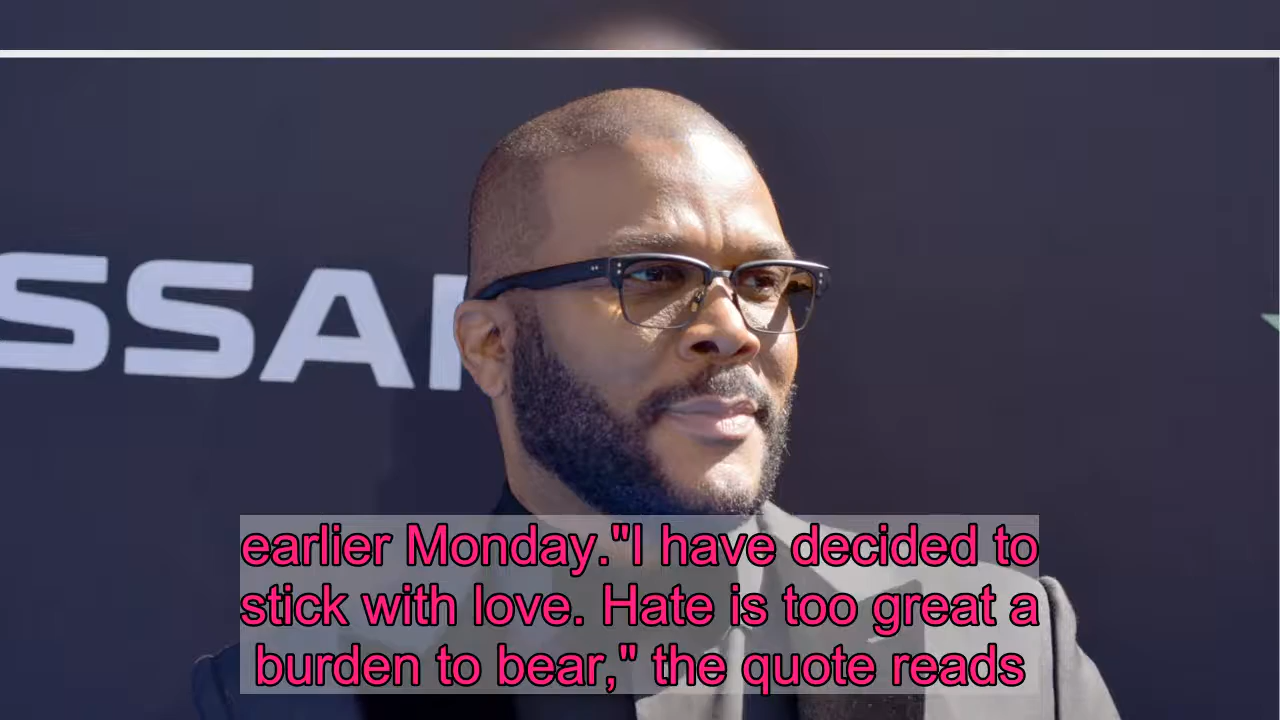 SSA
earlier Monday."I have decided to
stick with love. Hate is too great a
burden to bear," the quote reads